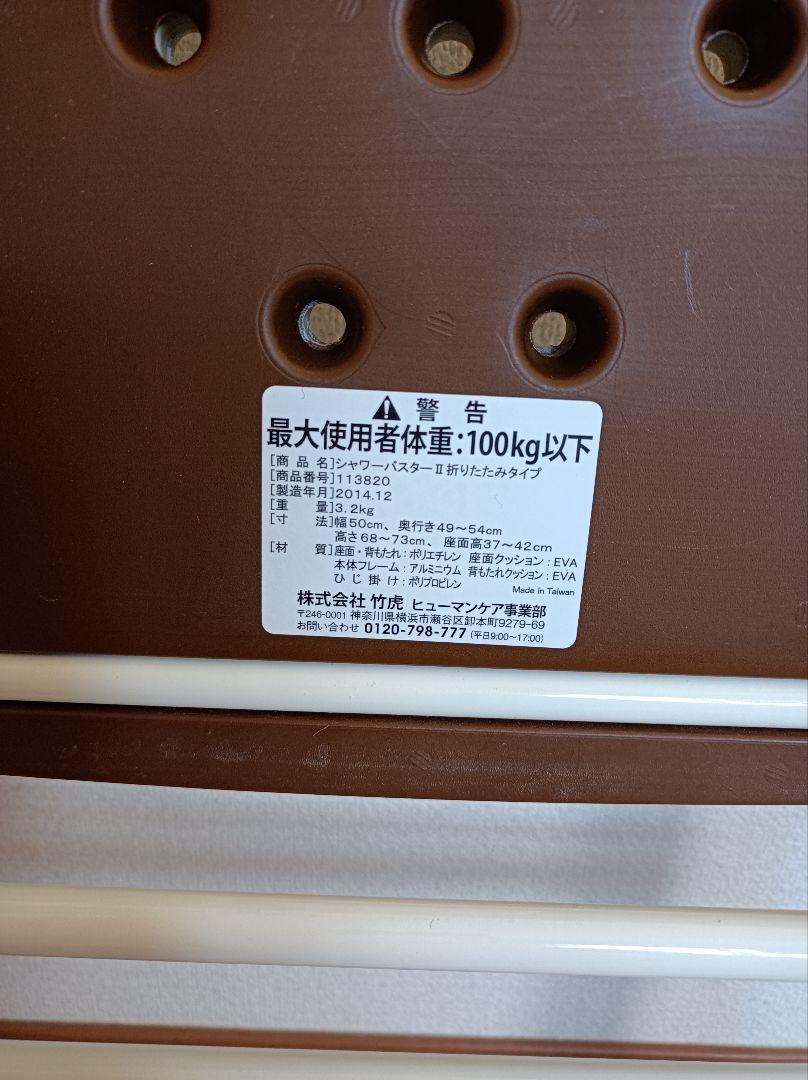 警 告
最大使用者体重:100kg以下
[商 品 名]シャワーバスターⅡ折りたたみタイプ
[商品番号]113820
[製造年月]2014.12
[重 量]3.2kg
[寸 法]幅50cm、奥行き49～54cm
高さ68～73cm、座面高37～42cm
[材 質]座面・背もたれ：ポリエチレン 座面クッション：EVA
本体フレーム：アルミニウム 背もたれクッション：EVA
ひじ掛け：ポリプロピレン
Made in Taiwan
株式会社 竹虎 ヒューマンケア事業部
〒246-0001 神奈川県横浜市瀬谷区卸本町9279-69
お問い合わせ 0120-798-777 (平日9:00～17:00)